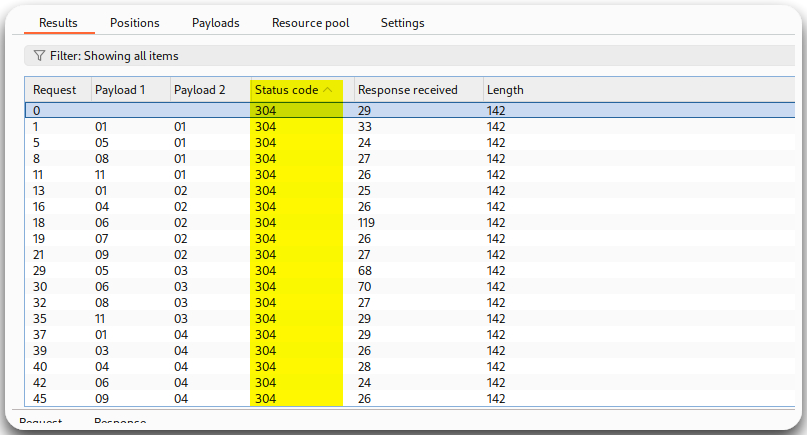 Results Positions Payloads Resource pool Settings
Filter: Showing all items
Request Payload 1 Payload 2 Status code Response received Length
0 304 29 142
1 01 01 304 33 142
5 05 01 304 24 142
8 08 01 304 27 142
11 11 01 304 26 142
13 01 02 304 25 142
16 04 02 304 26 142
18 06 02 304 119 142
19 07 02 304 26 142
21 09 02 304 27 142
29 05 03 304 68 142
30 06 03 304 70 142
32 08 03 304 27 142
35 11 03 304 29 142
37 01 04 304 29 142
39 03 04 304 26 142
40 04 04 304 28 142
42 06 04 304 24 142
45 09 04 304 26 142
Request Response